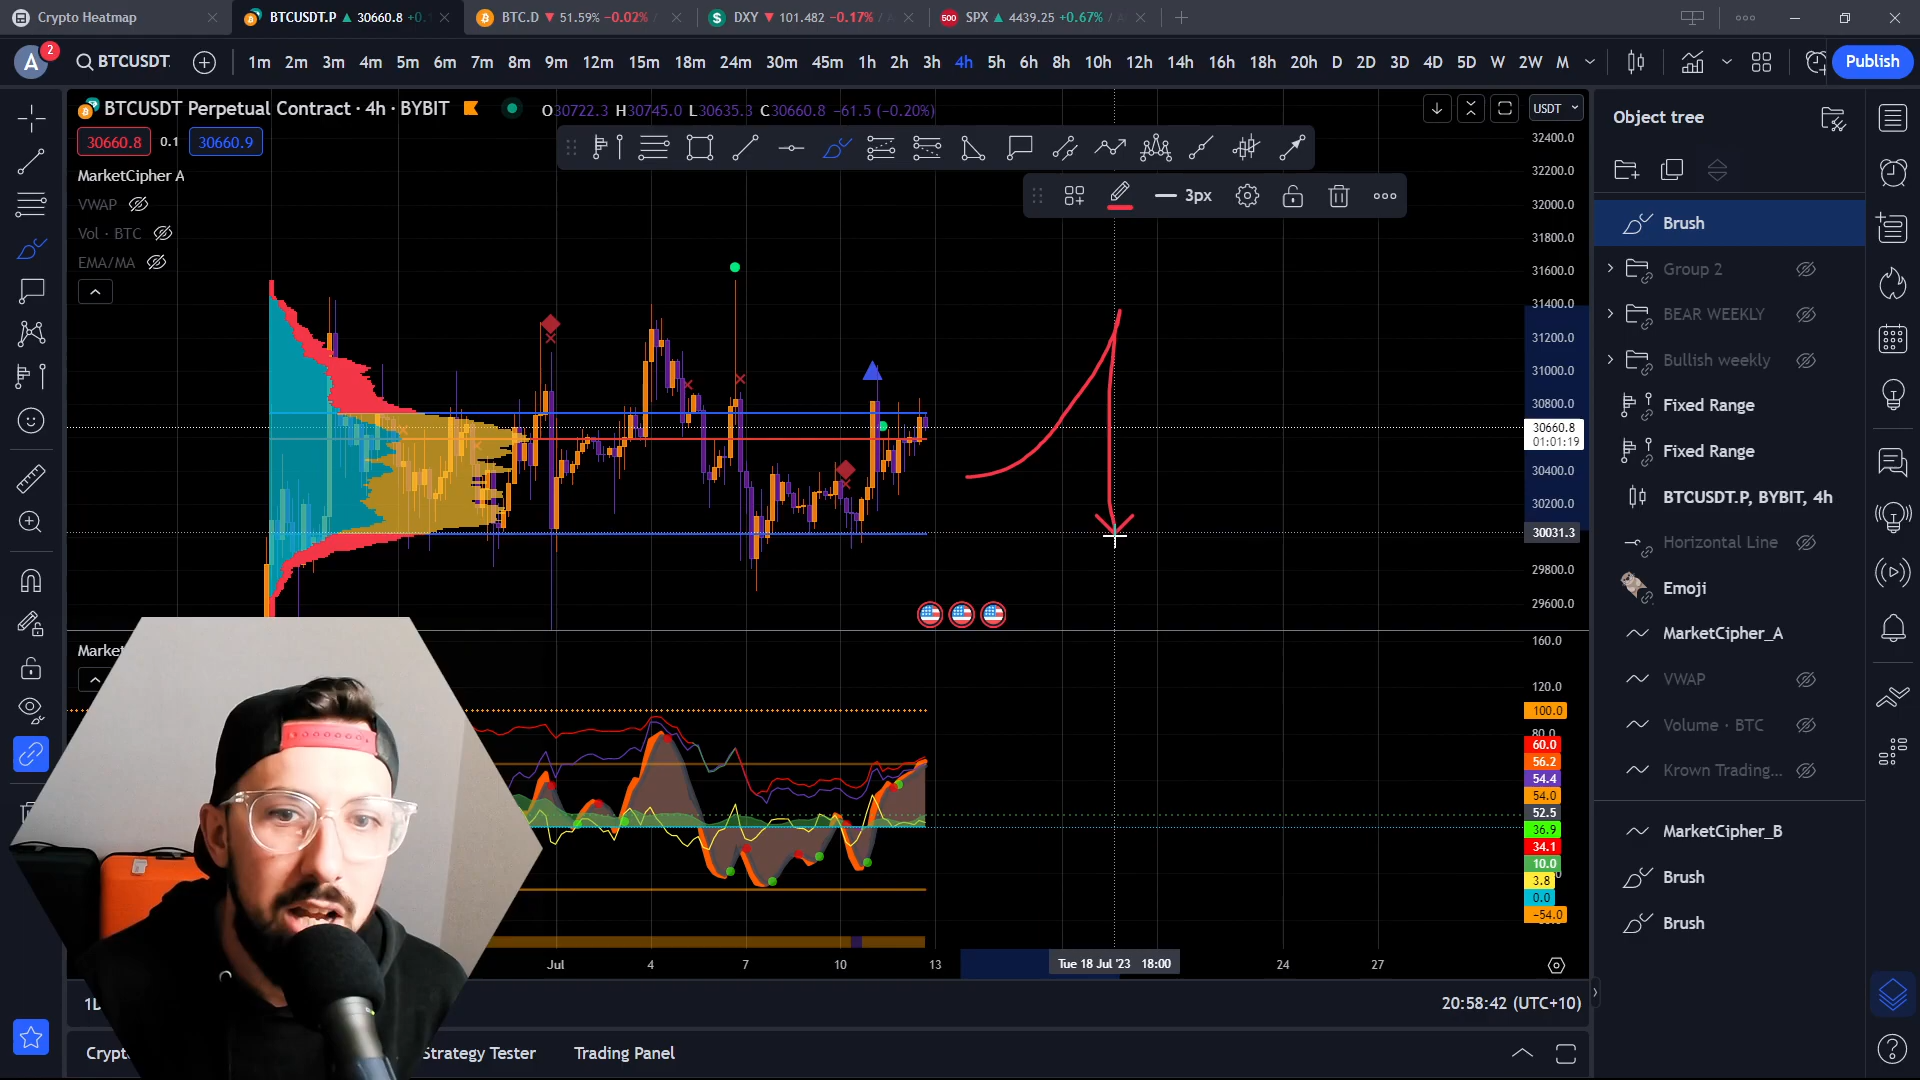 Crypto Heatmap
BTCUSDT.P ▲ 30660.8 +0.
BTC.D ▼ 51.59% −0.02% /
DXY ▼ 101.482 −0.17% / A
SPX ▲ 4439.25 +0.67% / A
A
2
BTCUSDT.
1m 2m 3m 4m 5m 6m 7m 8m 9m 12m 15m 18m 24m 30m 45m 1h 2h 3h 4h 5h 6h 8h 10h 12h 14h 16h 18h 20h D 2D 3D 4D 5D W 2W M
Publish
BTCUSDT Perpetual Contract · 4h · BYBIT
O30722.3 H30745.0 L30635.3 C30660.8 −61.5 (−0.20%)
USDT
30660.8 0.1 30660.9
3px
MarketCipher A
VWAP
Vol · BTC
EMA/MA
32400.0
32200.0
32000.0
31800.0
31600.0
31400.0
31200.0
31000.0
30800.0
30660.8
01:01:19
30400.0
30200.0
30031.3
29800.0
29600.0
Market
160.0
120.0
100.0
80.0
60.0
56.2
54.4
54.0
52.5
36.9
34.1
10.0
3.8
0.0
−54.0
Jul 4 7 10 13 Tue 18 Jul '23 18:00 24 27
20:58:42 (UTC+10)
Strategy Tester
Trading Panel
Object tree
Brush
Group 2
BEAR WEEKLY
Bullish weekly
Fixed Range
Fixed Range
BTCUSDT.P, BYBIT, 4h
Horizontal Line
Emoji
MarketCipher_A
VWAP
Volume · BTC
Krown Trading...
MarketCipher_B
Brush
Brush